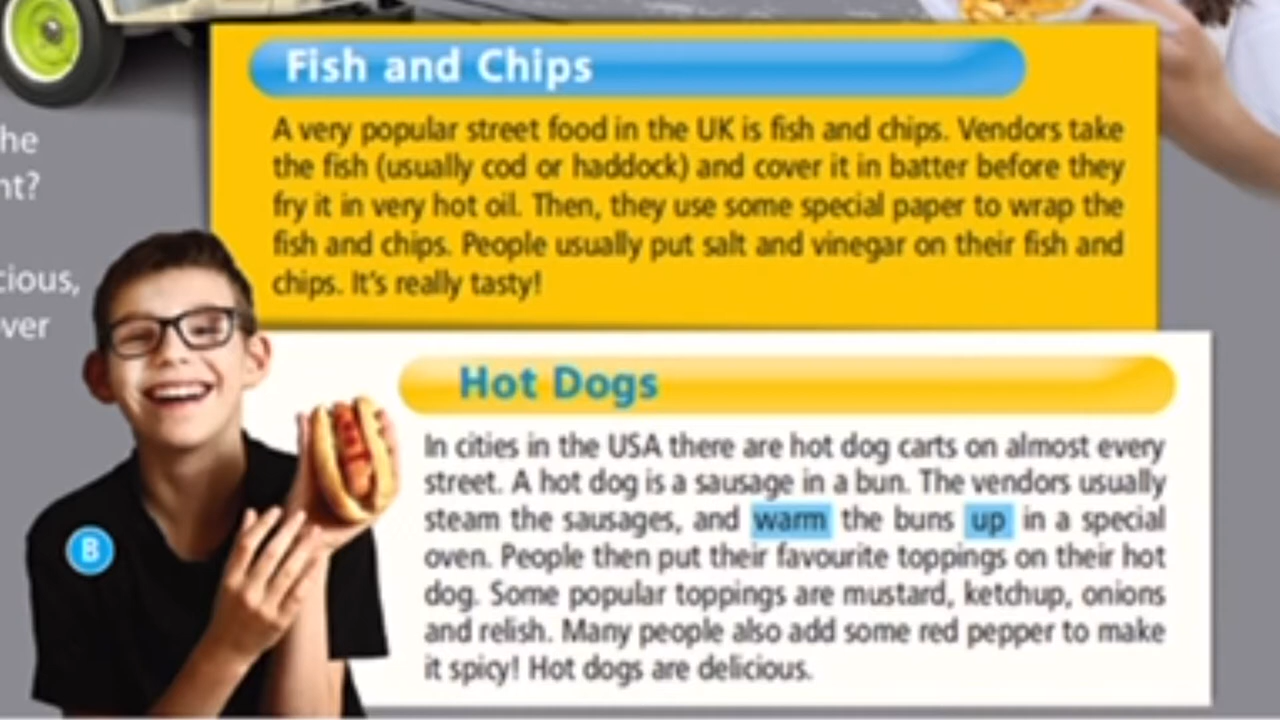 he
nt?
cious,
ver
Fish and Chips
A very popular street food in the UK is fish and chips. Vendors take
the fish (usually cod or haddock) and cover it in batter before they
fry it in very hot oil. Then, they use some special paper to wrap the
fish and chips. People usually put salt and vinegar on their fish and
chips. It's really tasty!
B
Hot Dogs
In cities in the USA there are hot dog carts on almost every
street. A hot dog is a sausage in a bun. The vendors usually
steam the sausages, and warm the buns up in a special
oven. People then put their favourite toppings on their hot
dog. Some popular toppings are mustard, ketchup, onions
and relish. Many people also add some red pepper to make
it spicy! Hot dogs are delicious.